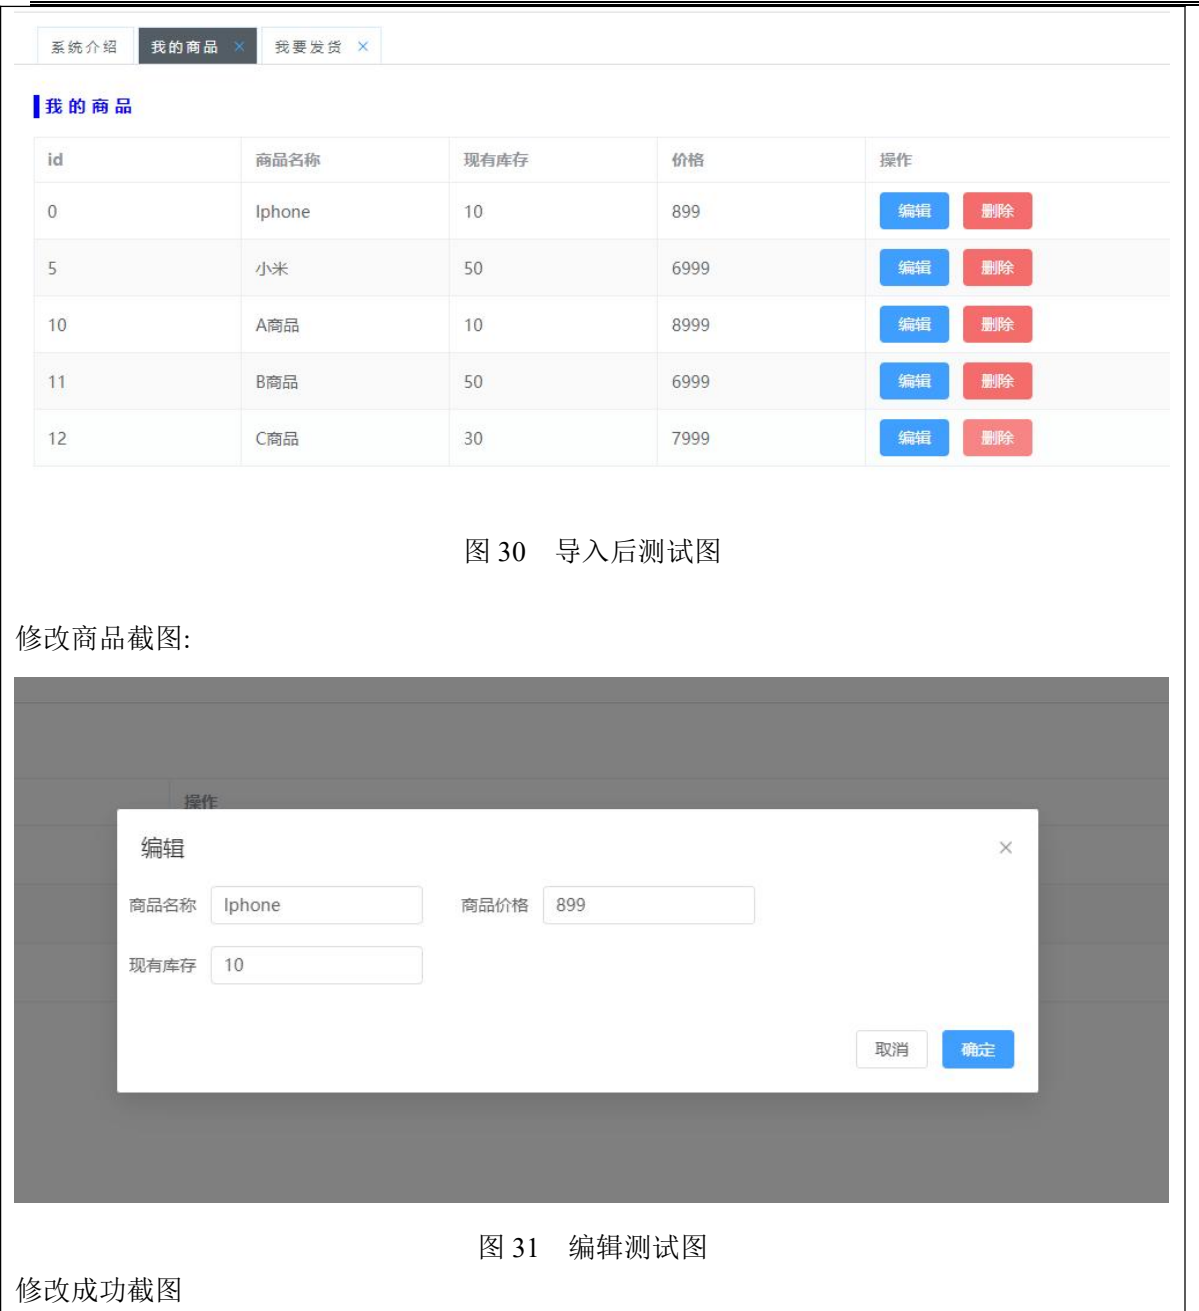 系统介绍 我的商品 × 我要发货 ×
我的商品
id 商品名称 现有库存 价格 操作
0 Iphone 10 899 编辑 删除
5 小米 50 6999 编辑 删除
10 A商品 10 8999 编辑 删除
11 B商品 50 6999 编辑 删除
12 C商品 30 7999 编辑 删除
图 30 导入后测试图
修改商品截图:
操作
编辑 ×
商品名称 Iphone 商品价格 899
现有库存 10
取消 确定
图 31 编辑测试图
修改成功截图